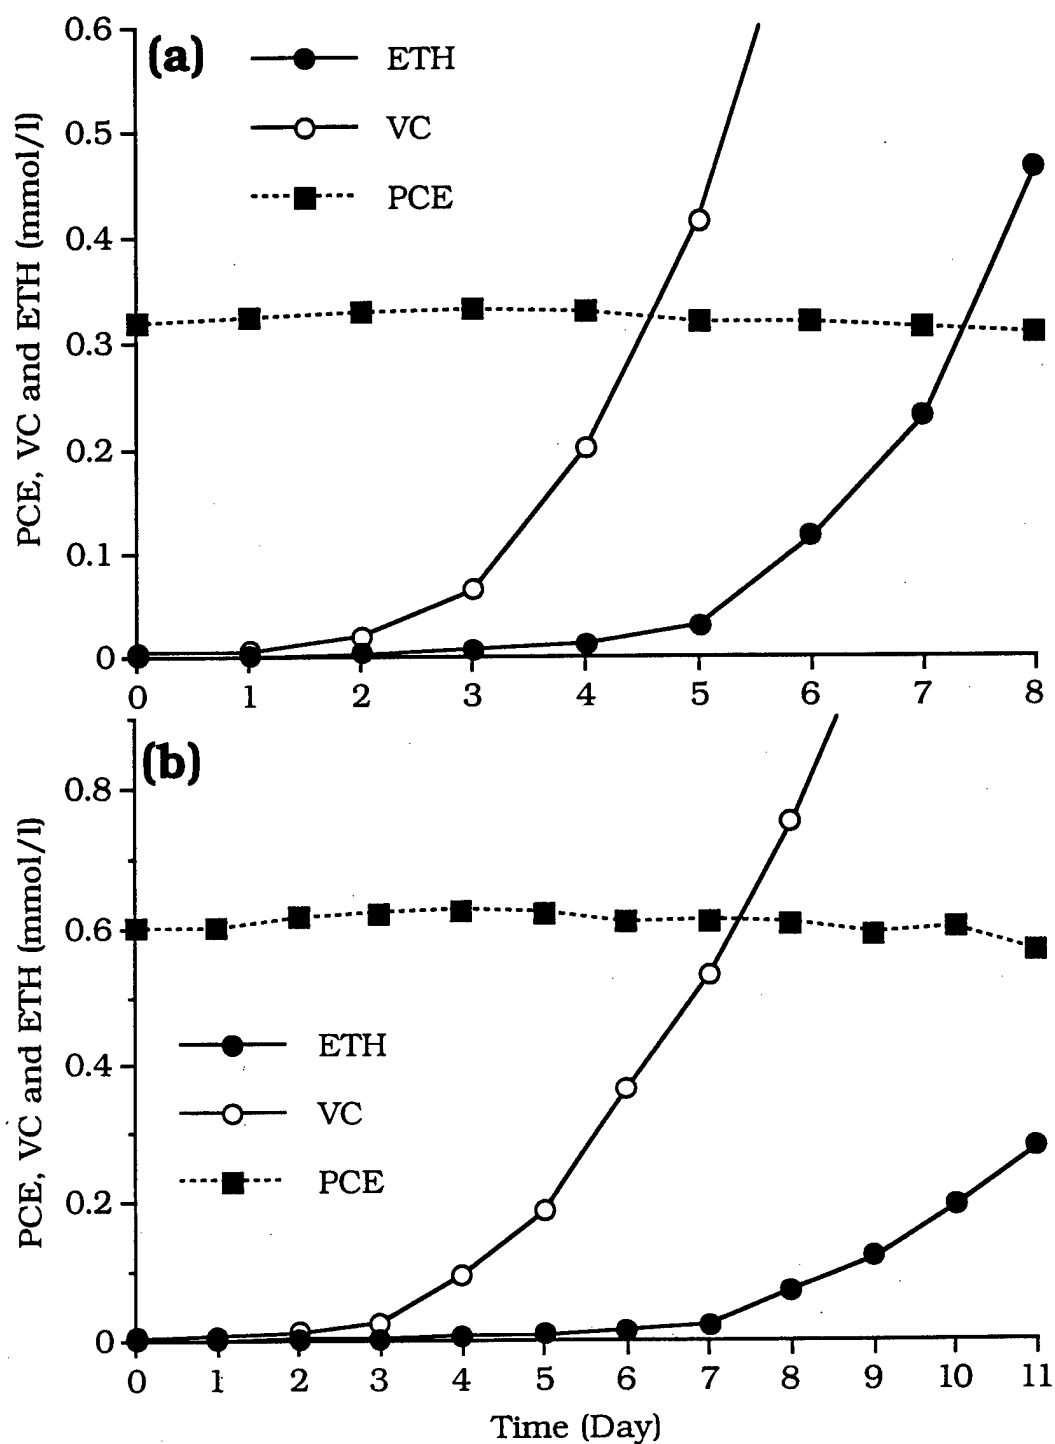 (a)
ETH
VC
PCE
PCE, VC and ETH (mmol/l)
0.6
0.5
0.4
0.3
0.2
0.1
0
0 1 2 3 4 5 6 7 8
(b)
PCE, VC and ETH (mmol/l)
0.8
0.6
0.4
0.2
0
ETH
VC
PCE
0 1 2 3 4 5 6 7 8 9 10 11
Time (Day)